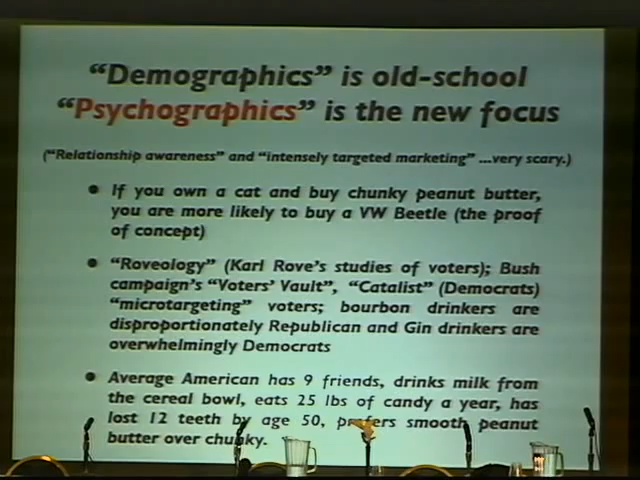 “Demographics” is old-school
“Psychographics” is the new focus
(“Relationship awareness” and “intensely targeted marketing” ...very scary.)
• If you own a cat and buy chunky peanut butter,
you are more likely to buy a VW Beetle (the proof
of concept)
• “Roveology” (Karl Rove's studies of voters); Bush
campaign's “Voters' Vault”, “Catalist” (Democrats)
“microtargeting” voters; bourbon drinkers are
disproportionately Republican and Gin drinkers are
overwhelmingly Democrats
• Average American has 9 friends, drinks milk from
the cereal bowl, eats 25 lbs of candy a year, has
lost 12 teeth by age 50, prefers smooth peanut
butter over chunky.